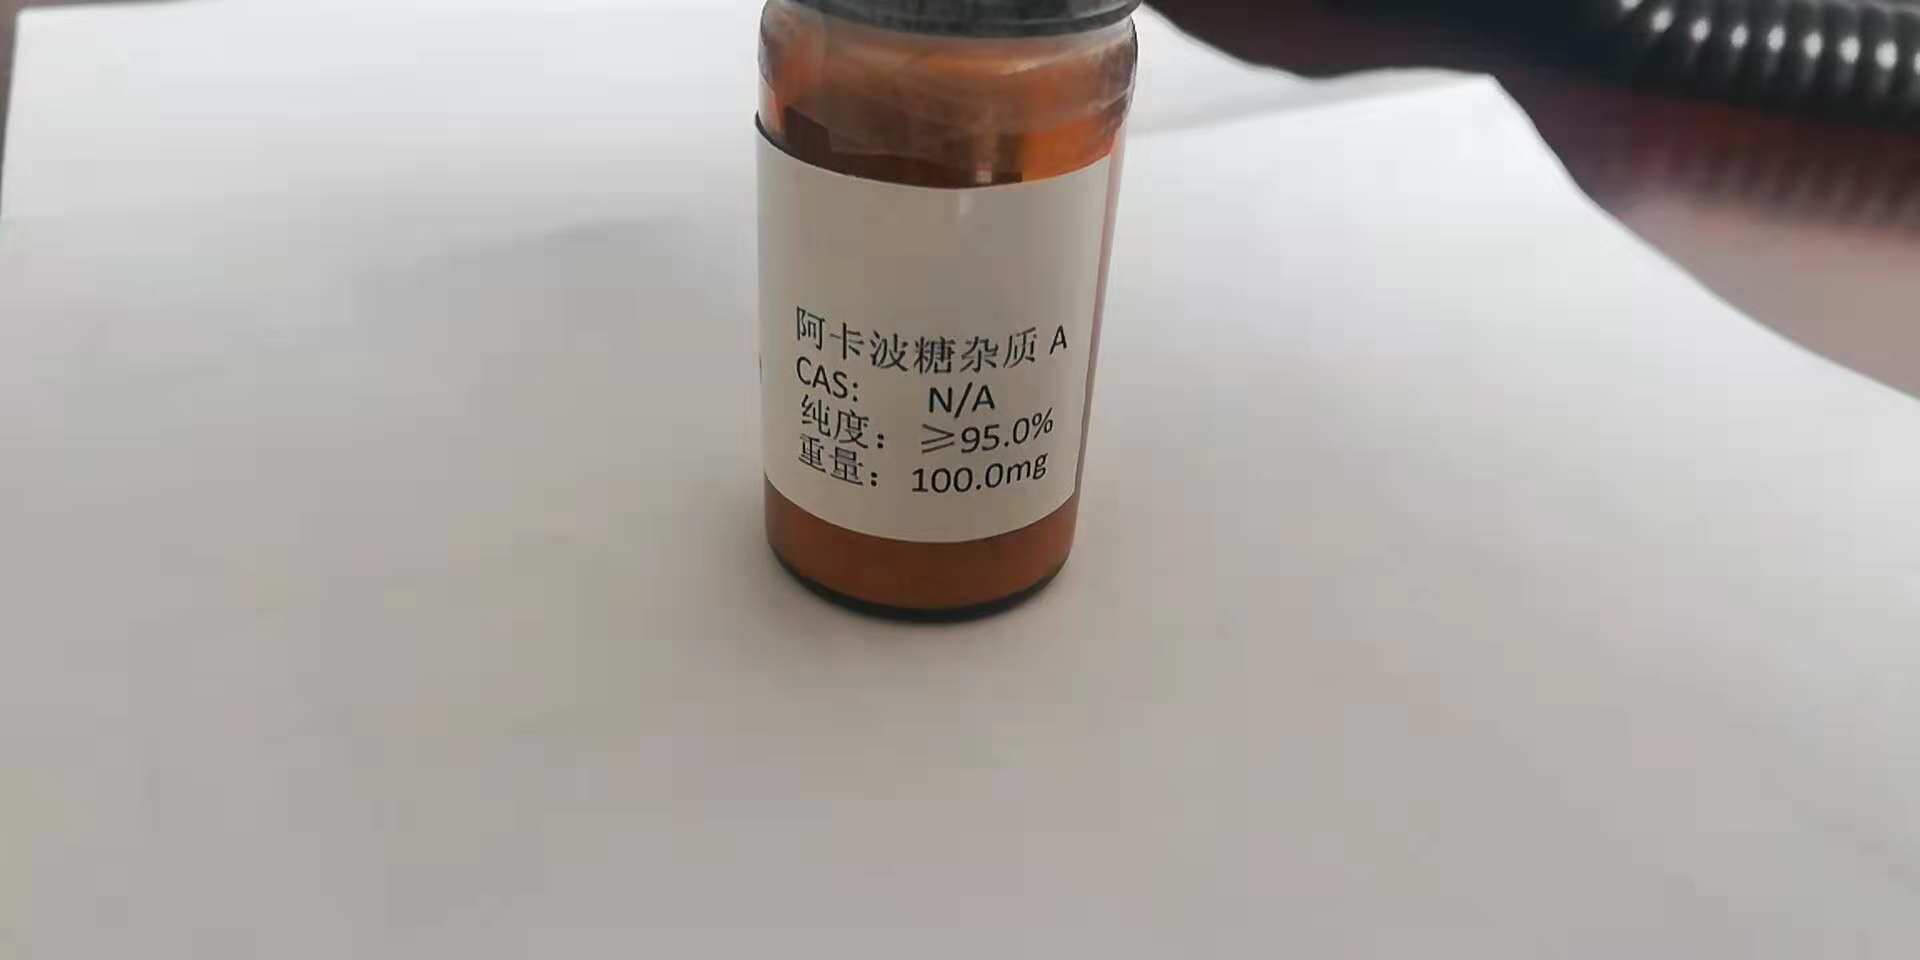 阿卡波糖杂质 A
CAS: N/A
纯度： ≥95.0%
重量： 100.0mg